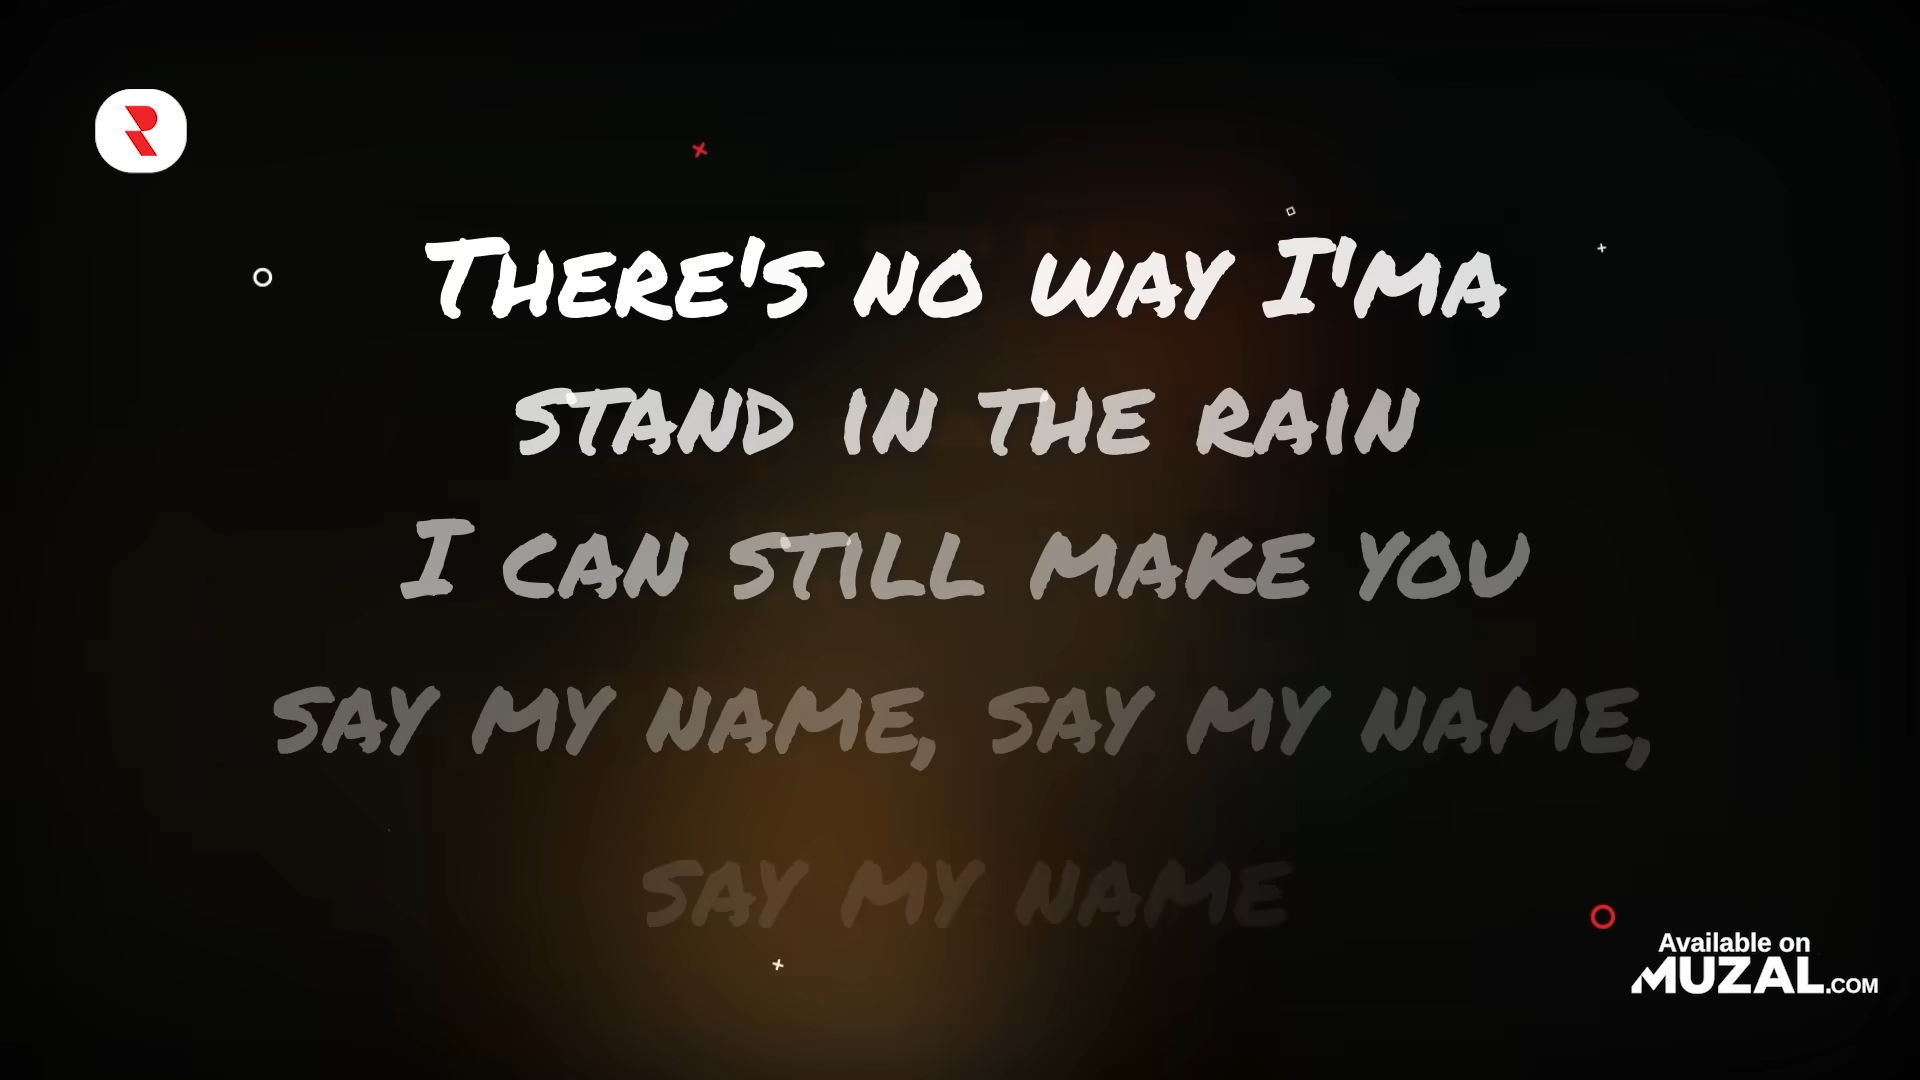 There's no way I'ma
stand in the rain
I can still make you
say my name, say my name,
say my name
Available on
MUZAL.COM